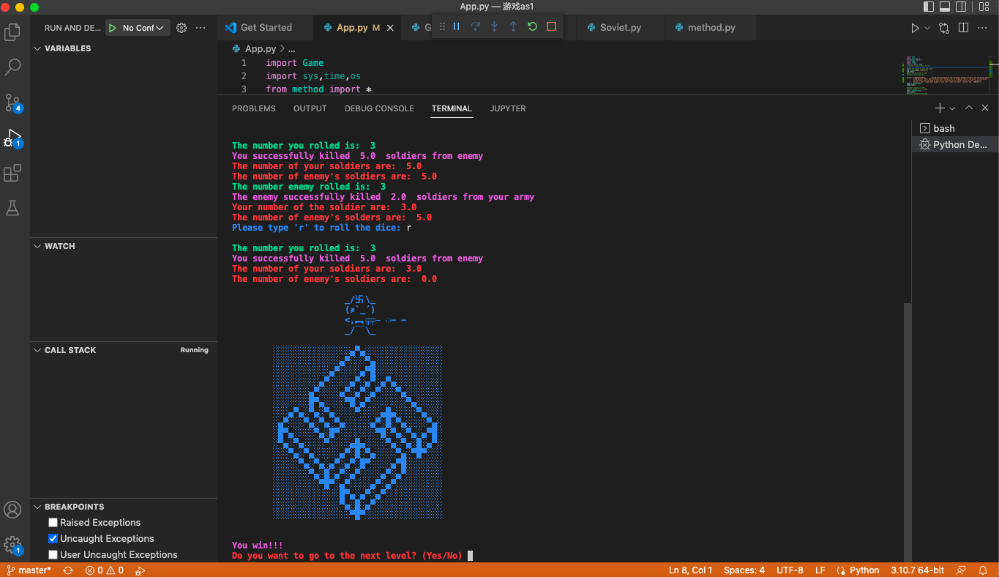 App.py — 游戏as1
RUN AND DE...
No Conf
Get Started
App.py M
G
Soviet.py
method.py
VARIABLES
App.py > ...
1 import Game
2 import sys,time,os
3 from method import *
PROBLEMS OUTPUT DEBUG CONSOLE TERMINAL JUPYTER
bash
Python De...
The number you rolled is: 3
You successfully killed 5.0 soldiers from enemy
The number of your soldiers are: 5.0
The number of enemy's soldiers are: 5.0
The number enemy rolled is: 3
The enemy successfully killed 2.0 soldiers from your army
Your number of the soldier are: 3.0
The number of enemy's solders are: 5.0
Please type 'r' to roll the dice: r
The number you rolled is: 3
You successfully killed 5.0 soldiers from enemy
The number of your soldiers are: 3.0
The number of enemy's soldiers are: 0.0
You win!!!
Do you want to go to the next level? (Yes/No)
WATCH
CALL STACK Running
BREAKPOINTS
Raised Exceptions
Uncaught Exceptions
User Uncaught Exceptions
4
1
1
master* 0 0
Ln 8, Col 1 Spaces: 4 UTF-8 LF Python 3.10.7 64-bit